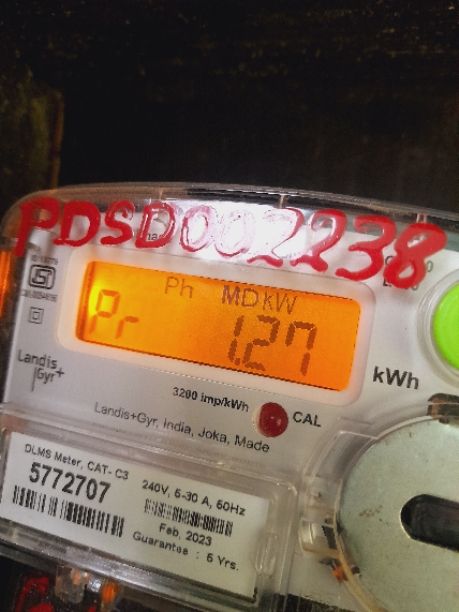 PDSD002238
Ph MDkW
Pr 1.27
kWh
Landis
Gyr+
3200 imp/kWh
CAL
Landis+Gyr, India, Joka, Made
DLMS Meter, CAT- C3
5772707
240V, 5-30 A, 50Hz
Feb, 2023
Guarantee : 5 Yrs.